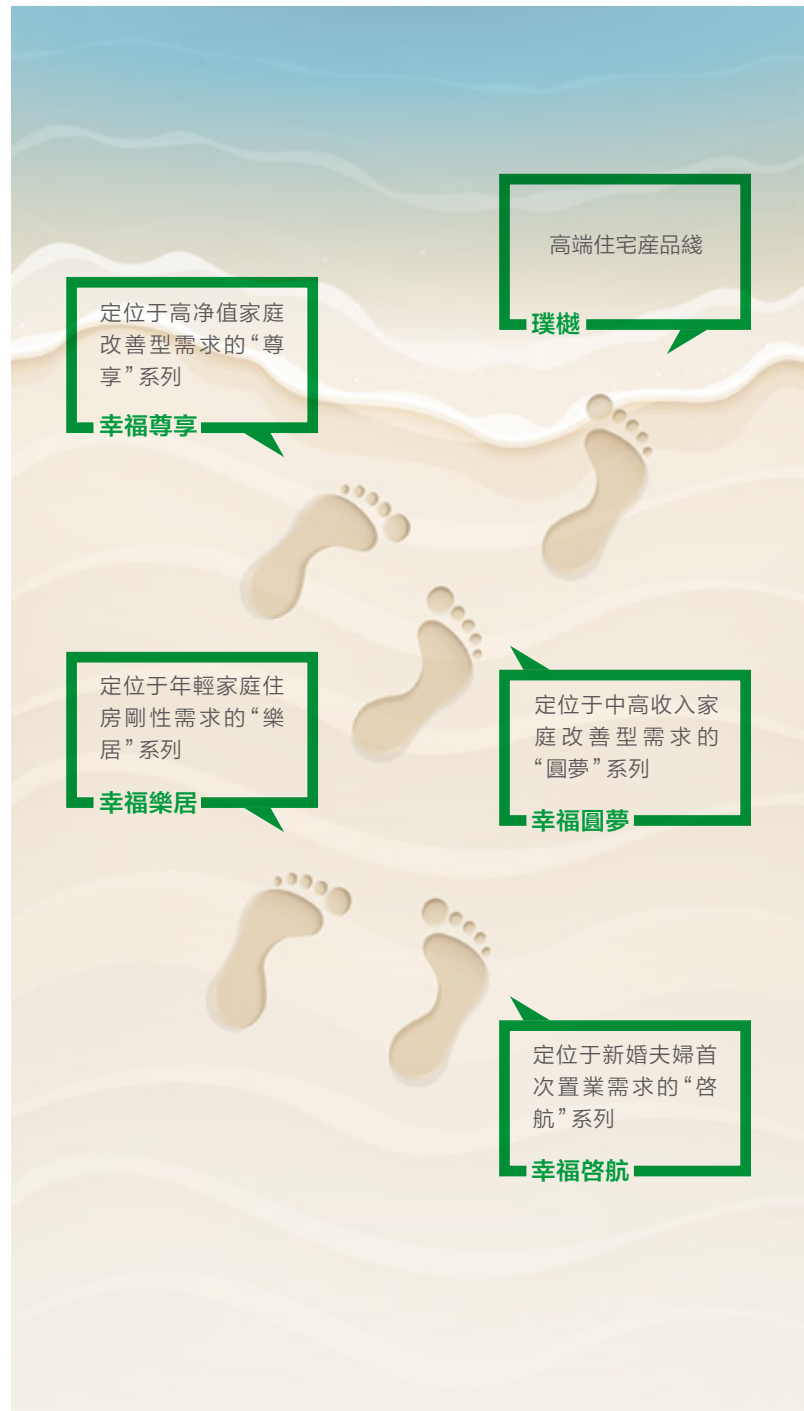 高端住宅産品綫
璞樾
定位于高净值家庭
改善型需求的“尊
享”系列
幸福尊享
定位于年輕家庭住
房剛性需求的“樂
居”系列
幸福樂居
定位于中高收入家
庭改善型需求的
“圓夢”系列
幸福圓夢
定位于新婚夫婦首
次置業需求的“啓
航”系列
幸福啓航